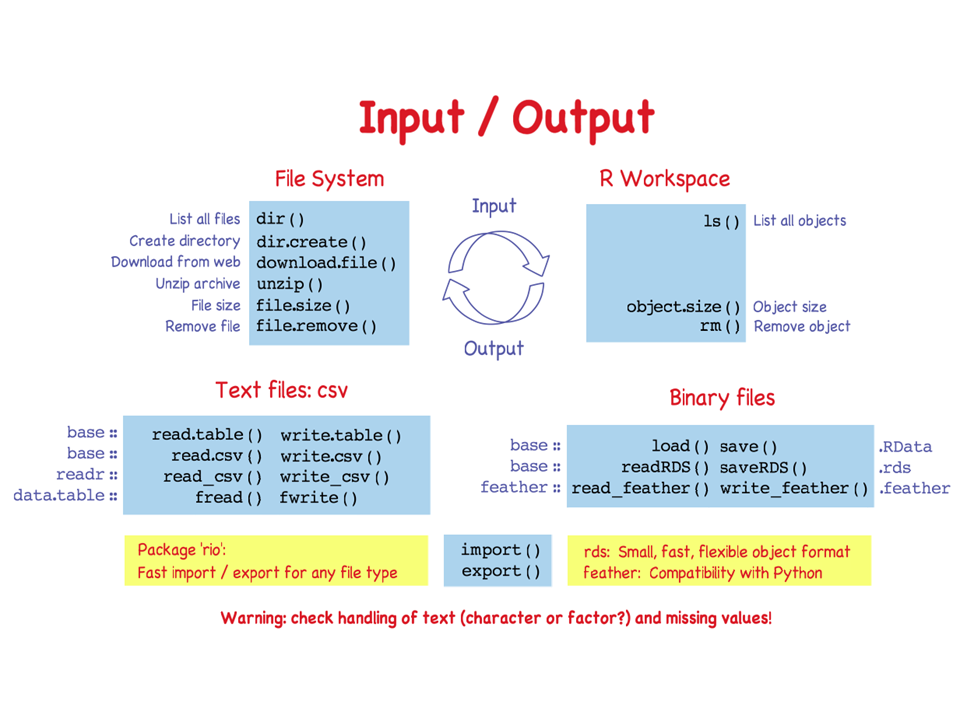 Input / Output
File System
List all files dir()
Create directory dir.create()
Download from web download.file()
Unzip archive unzip()
File size file.size()
Remove file file.remove()
Input
Output
R Workspace
ls() List all objects
object.size() Object size
rm() Remove object
Text files: csv
base :: read.table() write.table()
base :: read.csv() write.csv()
readr :: read_csv() write_csv()
data.table :: fread() fwrite()
Binary files
base :: load() save() .RData
base :: readRDS() saveRDS() .rds
feather :: read_feather() write_feather() .feather
Package 'rio':
Fast import / export for any file type
import()
export()
rds: Small, fast, flexible object format
feather: Compatibility with Python
Warning: check handling of text (character or factor?) and missing values!